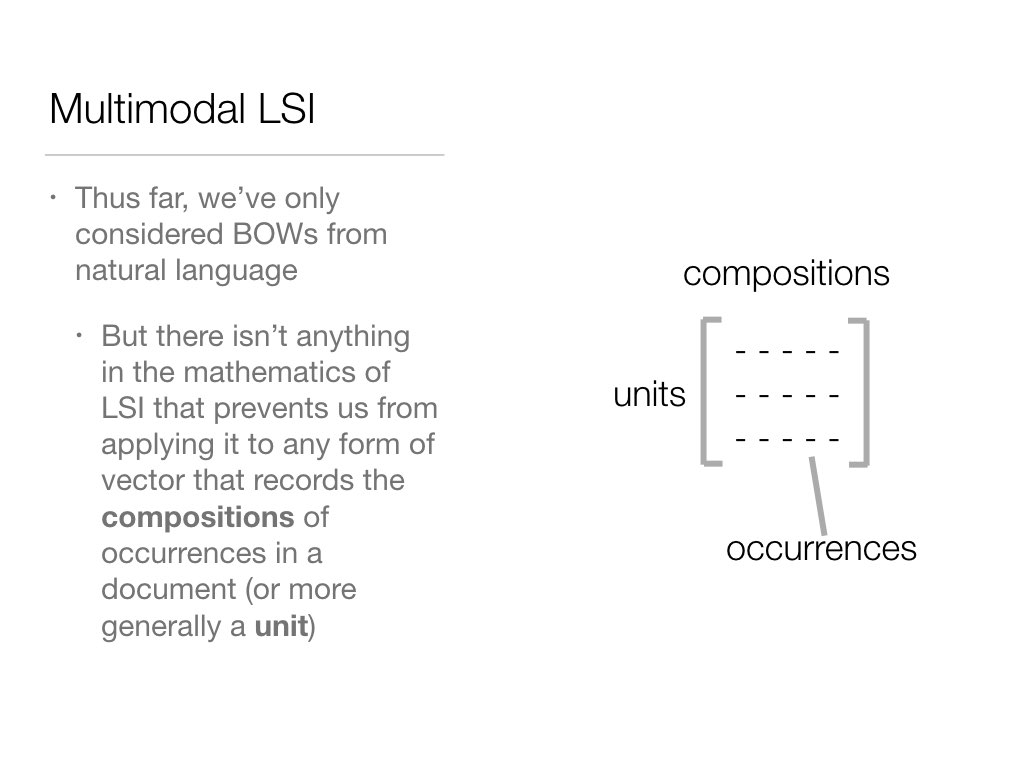 Multimodal LSI
· Thus far, we’ve only
considered BOWs from
natural language
· But there isn’t anything
in the mathematics of
LSI that prevents us from
applying it to any form of
vector that records the
compositions of
occurrences in a
document (or more
generally a unit)
compositions
- - - - -
units
- - - - -
- - - - -
occurrences